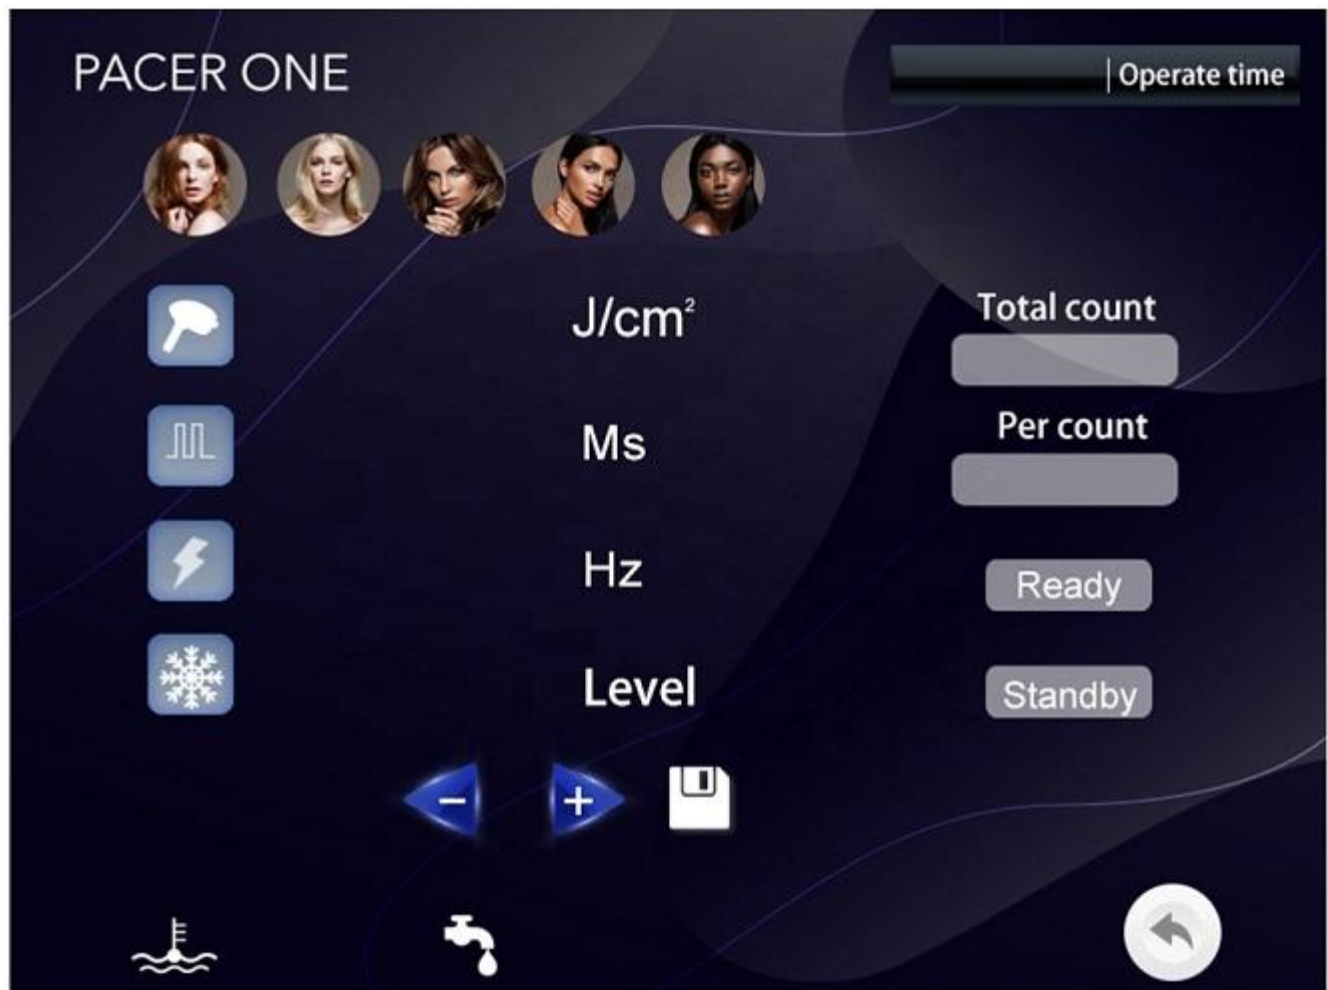 PACER ONE
| Operate time
J/cm²
Total count
Ms
Per count
Hz
Ready
Level
Standby
- +